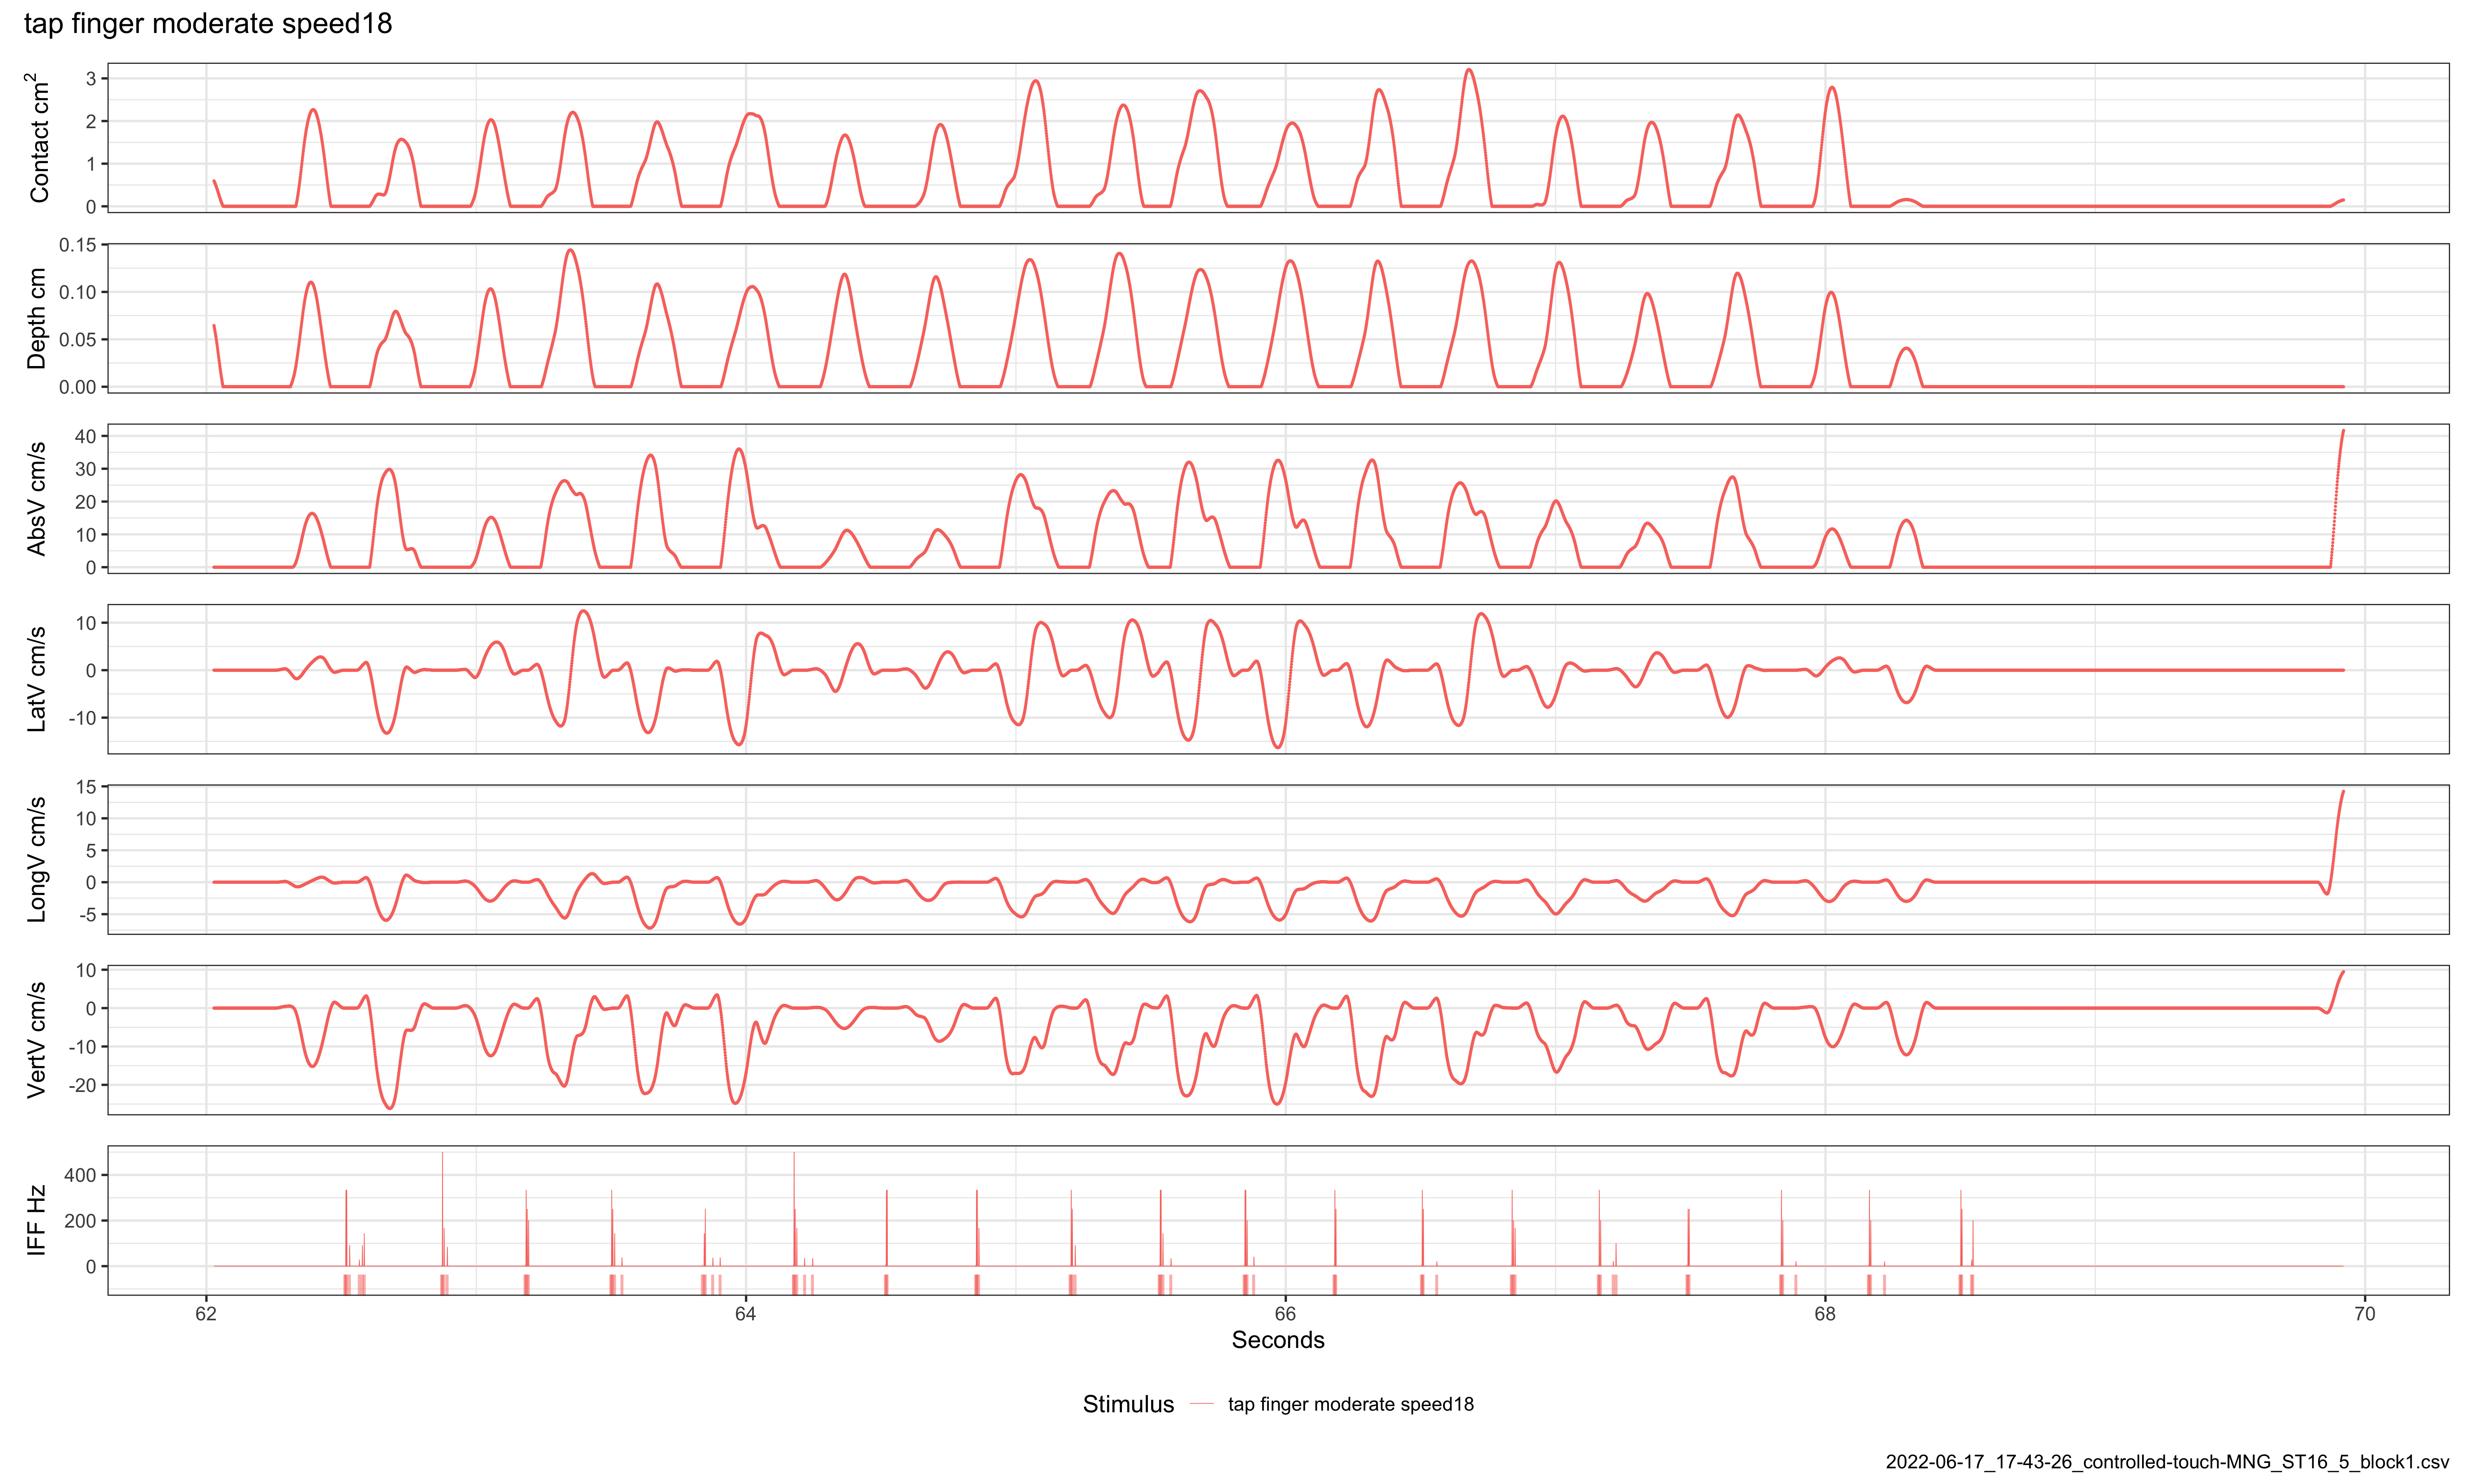 tap finger moderate speed18
Contact cm²
3
2
1
0
Depth cm
0.15
0.10
0.05
0.00
AbsV cm/s
40
30
20
10
0
LatV cm/s
10
0
-10
LongV cm/s
15
10
5
0
-5
VertV cm/s
10
0
-10
-20
IFF Hz
400
200
0
62 64 66 68 70
Seconds
Stimulus tap finger moderate speed18
2022-06-17_17-43-26_controlled-touch-MNG_ST16_5_block1.csv